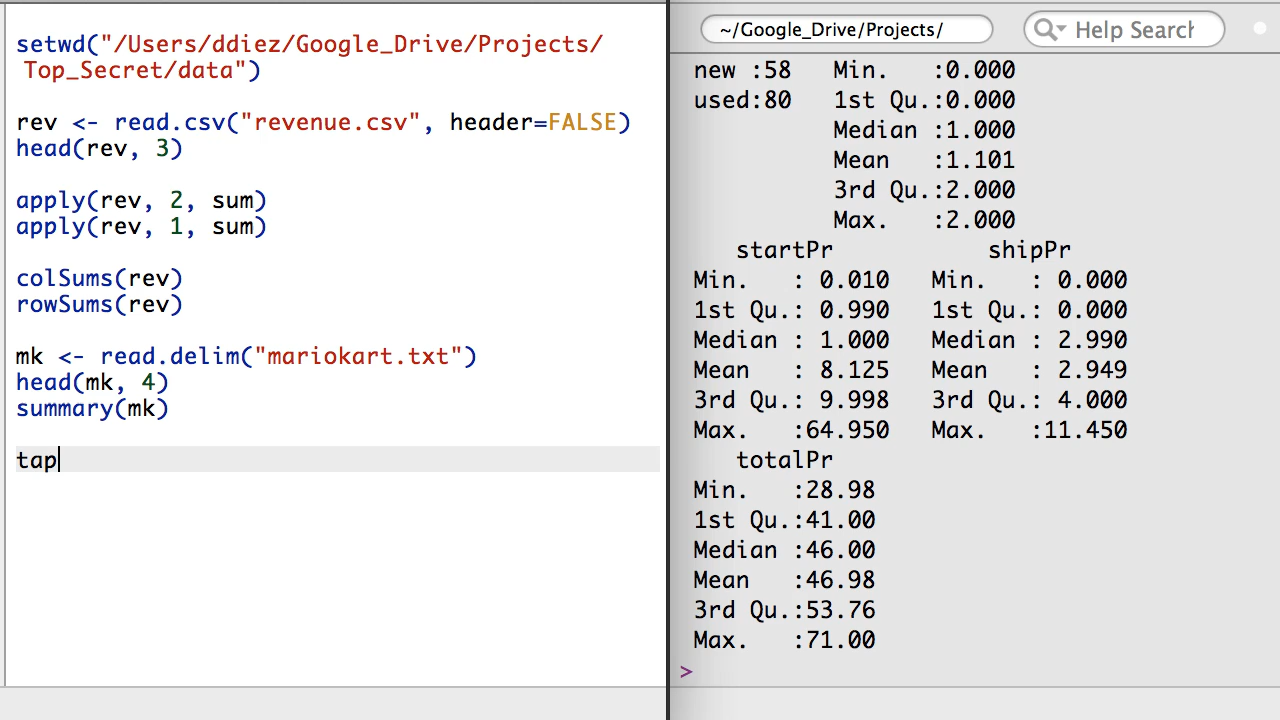 setwd("/Users/ddiez/Google_Drive/Projects/
Top_Secret/data")
rev <- read.csv("revenue.csv", header=FALSE)
head(rev, 3)
apply(rev, 2, sum)
apply(rev, 1, sum)
colSums(rev)
rowSums(rev)
mk <- read.delim("mariokart.txt")
head(mk, 4)
summary(mk)
tap
~/Google_Drive/Projects/
Help Search
new :58 Min. :0.000
used:80 1st Qu.:0.000
Median :1.000
Mean :1.101
3rd Qu.:2.000
Max. :2.000
startPr shipPr
Min. : 0.010 Min. : 0.000
1st Qu.: 0.990 1st Qu.: 0.000
Median : 1.000 Median : 2.990
Mean : 8.125 Mean : 2.949
3rd Qu.: 9.998 3rd Qu.: 4.000
Max. :64.950 Max. :11.450
totalPr
Min. :28.98
1st Qu.:41.00
Median :46.00
Mean :46.98
3rd Qu.:53.76
Max. :71.00
>